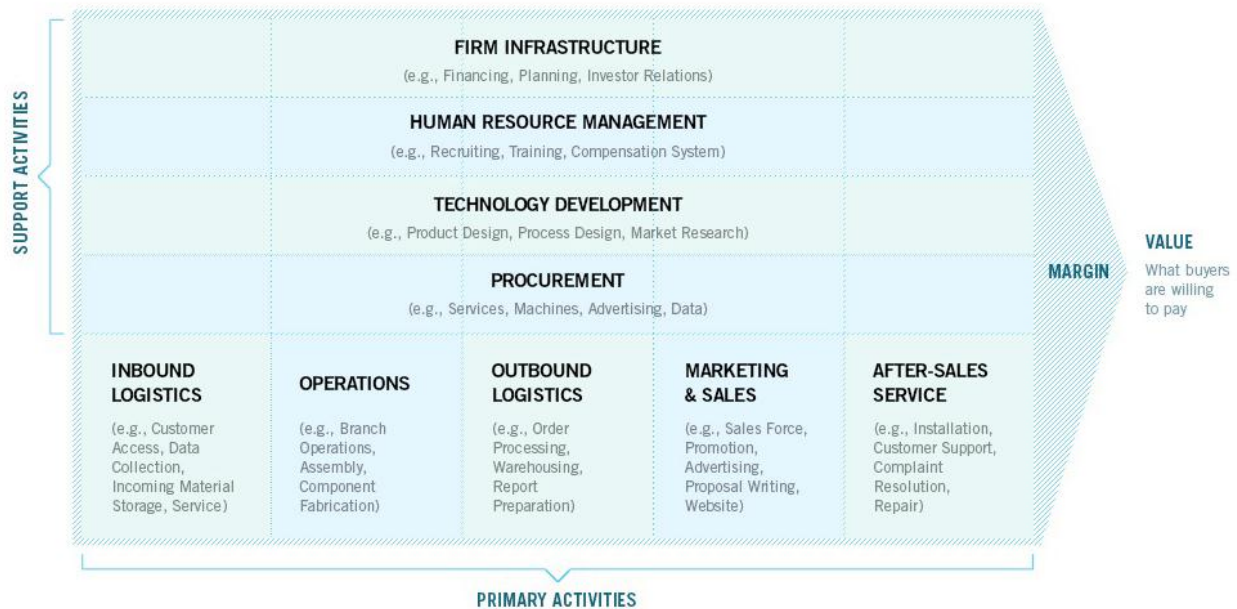 SUPPORT ACTIVITIES
FIRM INFRASTRUCTURE
(e.g., Financing, Planning, Investor Relations)
HUMAN RESOURCE MANAGEMENT
(e.g., Recruiting, Training, Compensation System)
TECHNOLOGY DEVELOPMENT
(e.g., Product Design, Process Design, Market Research)
PROCUREMENT
(e.g., Services, Machines, Advertising, Data)
INBOUND
LOGISTICS
(e.g., Customer
Access, Data
Collection,
Incoming Material
Storage, Service)
OPERATIONS
(e.g., Branch
Operations,
Assembly,
Component
Fabrication)
OUTBOUND
LOGISTICS
(e.g., Order
Processing,
Warehousing,
Report
Preparation)
MARKETING
& SALES
(e.g., Sales Force,
Promotion,
Advertising,
Proposal Writing,
Website)
AFTER-SALES
SERVICE
(e.g., Installation,
Customer Support,
Complaint
Resolution,
Repair)
MARGIN
VALUE
What buyers
are willing
to pay
PRIMARY ACTIVITIES